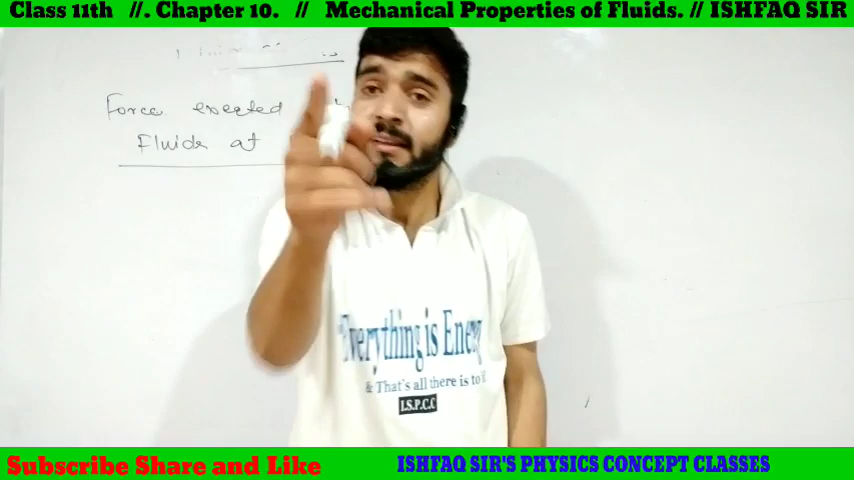 Class 11th //. Chapter 10. // Mechanical Properties of Fluids. // ISHFAQ SIR
Force exerted
Fluids at
Everything is Energ
& That's all there is to
I.S.P.C.C
Subscribe Share and Like
ISHFAQ SIR'S PHYSICS CONCEPT CLASSES